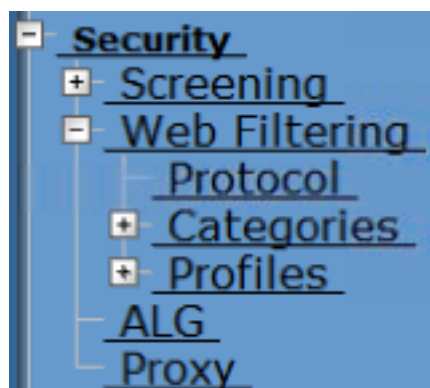 Security
Screening
Web Filtering
Protocol
Categories
Profiles
ALG
Proxy